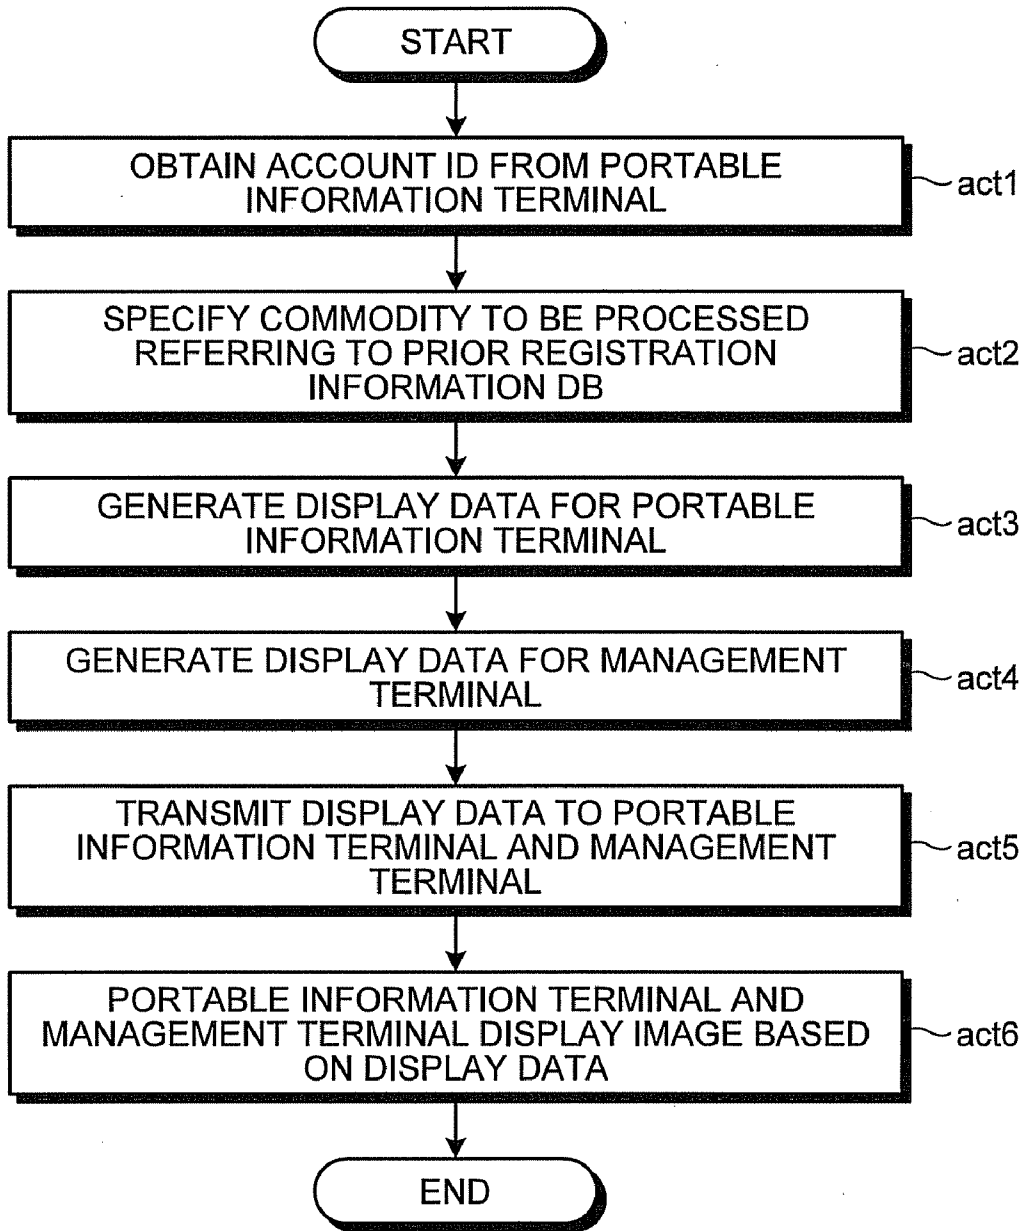 START
OBTAIN ACCOUNT ID FROM PORTABLE
INFORMATION TERMINAL
act1
SPECIFY COMMODITY TO BE PROCESSED
REFERRING TO PRIOR REGISTRATION
INFORMATION DB
act2
GENERATE DISPLAY DATA FOR PORTABLE
INFORMATION TERMINAL
act3
GENERATE DISPLAY DATA FOR MANAGEMENT
TERMINAL
act4
TRANSMIT DISPLAY DATA TO PORTABLE
INFORMATION TERMINAL AND MANAGEMENT
TERMINAL
act5
PORTABLE INFORMATION TERMINAL AND
MANAGEMENT TERMINAL DISPLAY IMAGE BASED
ON DISPLAY DATA
act6
END